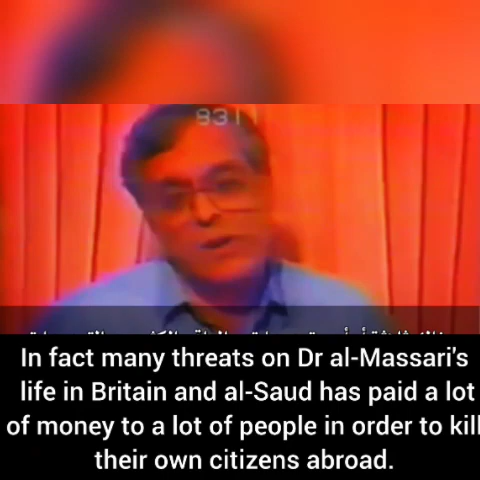 9311
In fact many threats on Dr al-Massari's
life in Britain and al-Saud has paid a lot
of money to a lot of people in order to kill
their own citizens abroad.